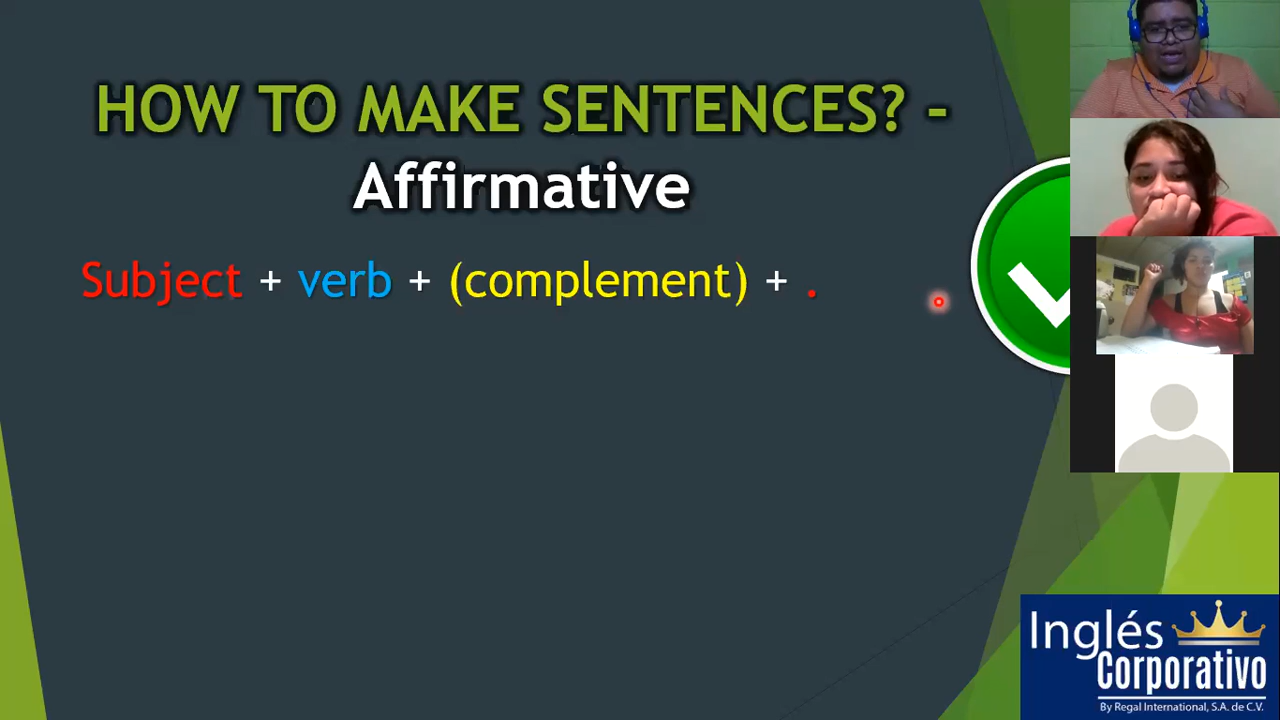 HOW TO MAKE SENTENCES? -
Affirmative
Subject + verb + (complement) + .
Inglés
Corporativo
By Regal International, S.A. de C.V.